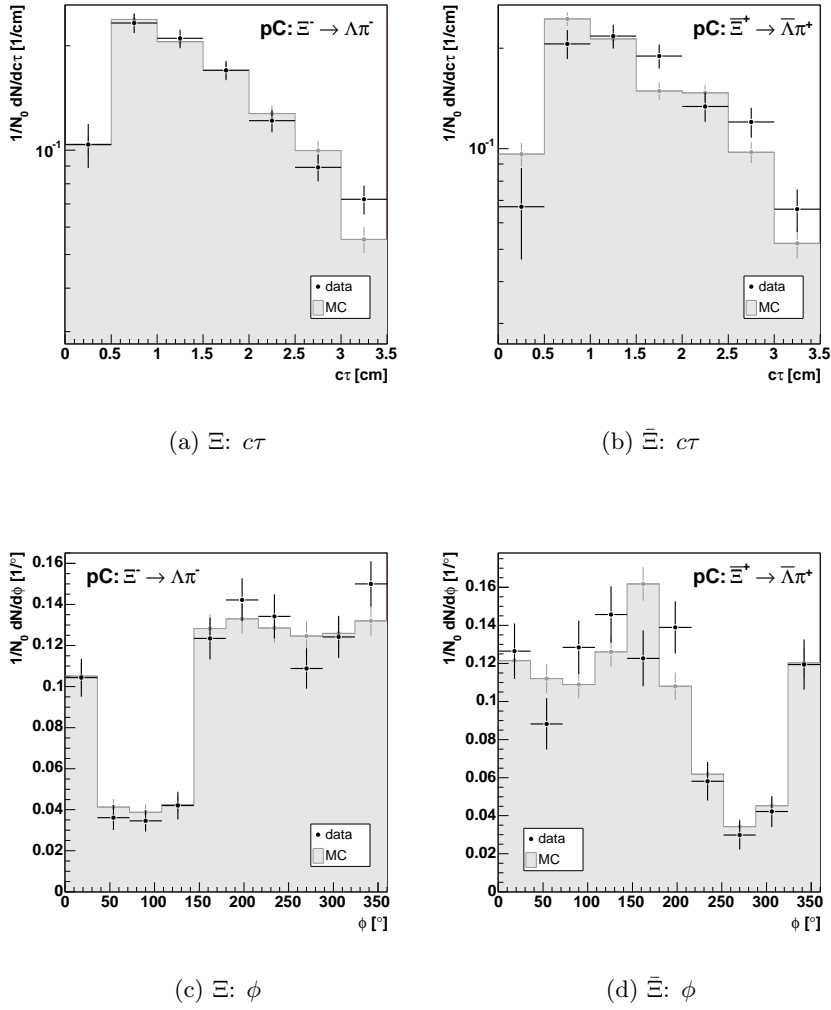 pC: Ξ⁻ → Λπ⁻
1/N₀ dN/dcτ [1/cm]
10⁻¹
data
MC
0 0.5 1 1.5 2 2.5 3 3.5
cτ [cm]
(a) Ξ: cτ
pC: Ξ̅⁺ → Λ̅π⁺
1/N₀ dN/dcτ [1/cm]
10⁻¹
data
MC
0 0.5 1 1.5 2 2.5 3 3.5
cτ [cm]
(b) Ξ̄: cτ
pC: Ξ⁻ → Λπ⁻
1/N₀ dN/dϕ [1/°]
0.16
0.14
0.12
0.1
0.08
0.06
0.04
0.02
0
data
MC
0 50 100 150 200 250 300 350
ϕ [°]
(c) Ξ: ϕ
pC: Ξ̅⁺ → Λ̅π⁺
1/N₀ dN/dϕ [1/°]
0.16
0.14
0.12
0.1
0.08
0.06
0.04
0.02
0
data
MC
0 50 100 150 200 250 300 350
ϕ [°]
(d) Ξ̄: ϕ